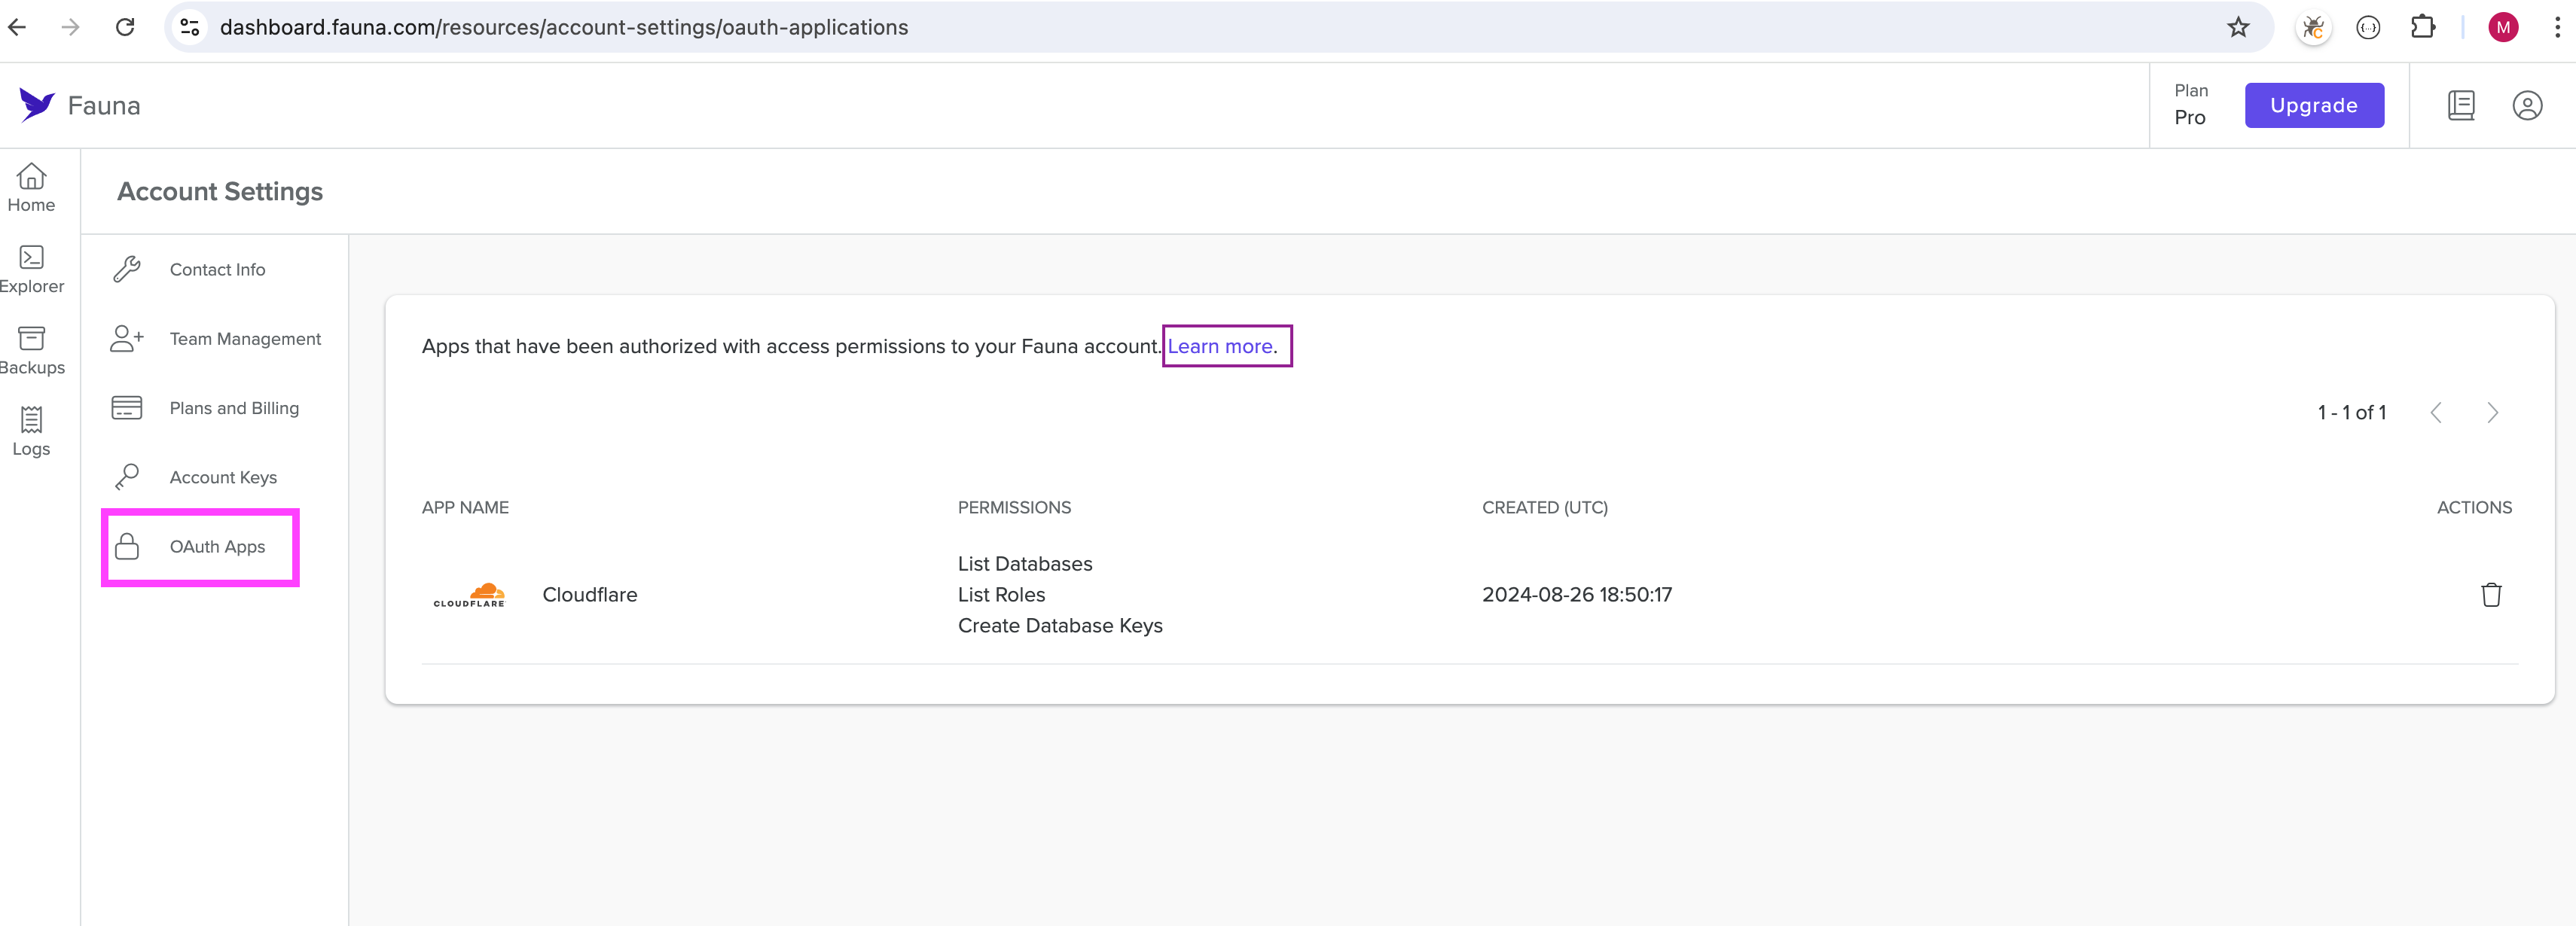 dashboard.fauna.com/resources/account-settings/oauth-applications
M
Fauna
Plan
Pro
Upgrade
Home
Explorer
Backups
Logs
Account Settings
Contact Info
Team Management
Plans and Billing
Account Keys
OAuth Apps
Apps that have been authorized with access permissions to your Fauna account. Learn more.
1 - 1 of 1
APP NAME PERMISSIONS CREATED (UTC) ACTIONS
List Databases
CLOUDFLARE Cloudflare List Roles 2024-08-26 18:50:17
Create Database Keys